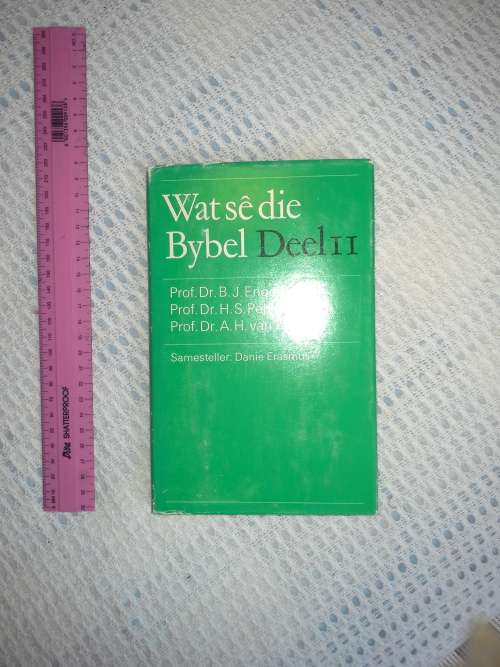 Wat sê die
Bybel Deel II
Prof. Dr. B. J.
Prof. Dr. H. S.
Prof. Dr. A. H. van
Samesteller: Danie Erasmus
SHATTERPROOF